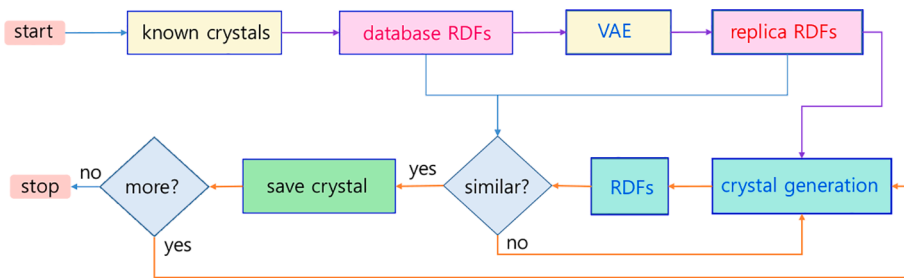 start
known crystals
database RDFs
VAE
replica RDFs
stop
no
more?
yes
save crystal
yes
similar?
no
RDFs
crystal generation